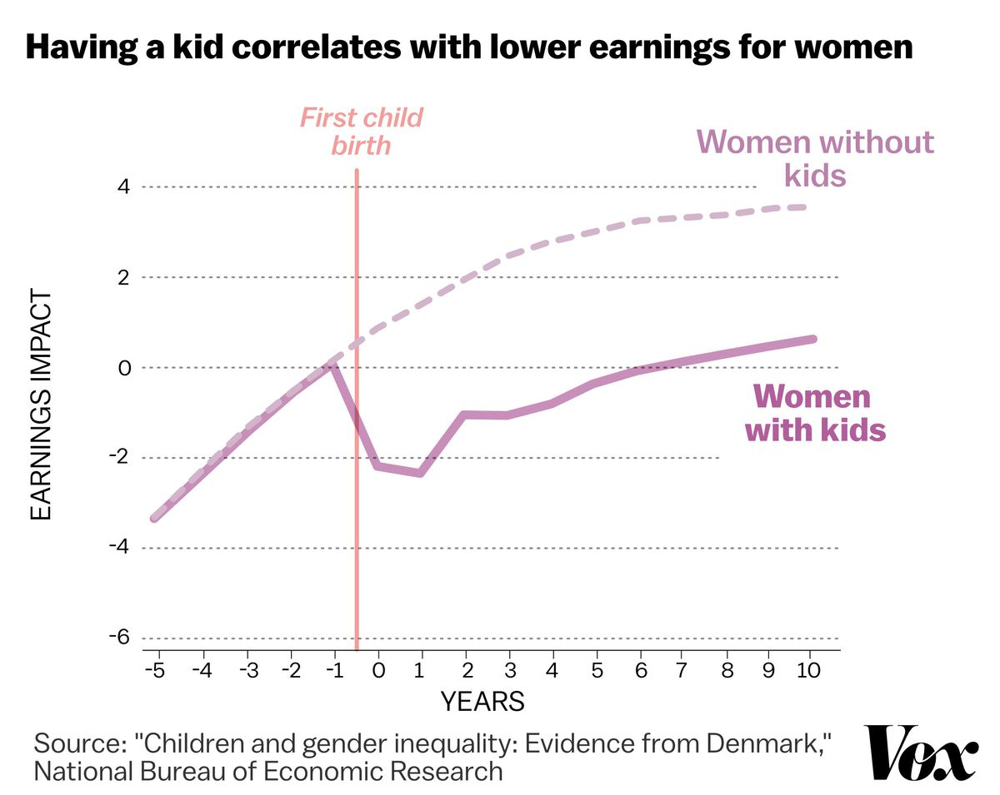 Having a kid correlates with lower earnings for women
First child
birth
Women without
kids
4
2
0
-2
-4
-6
EARNINGS IMPACT
Women
with kids
-5 -4 -3 -2 -1 0 1 2 3 4 5 6 7 8 9 10
YEARS
Source: "Children and gender inequality: Evidence from Denmark,"
National Bureau of Economic Research
Vox